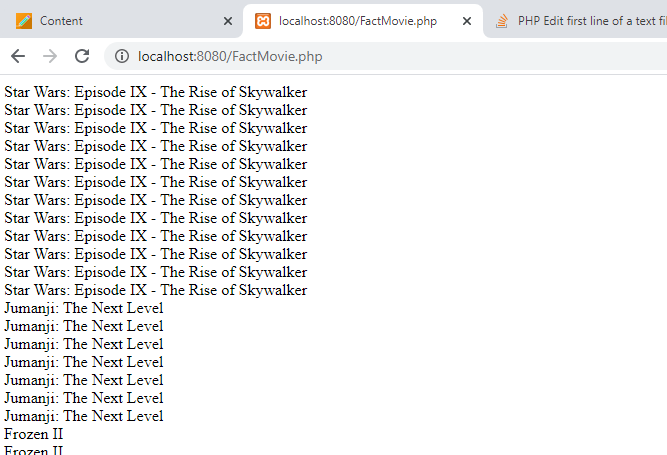 Content
localhost:8080/FactMovie.php
PHP Edit first line of a text fil
localhost:8080/FactMovie.php
Star Wars: Episode IX - The Rise of Skywalker
Star Wars: Episode IX - The Rise of Skywalker
Star Wars: Episode IX - The Rise of Skywalker
Star Wars: Episode IX - The Rise of Skywalker
Star Wars: Episode IX - The Rise of Skywalker
Star Wars: Episode IX - The Rise of Skywalker
Star Wars: Episode IX - The Rise of Skywalker
Star Wars: Episode IX - The Rise of Skywalker
Star Wars: Episode IX - The Rise of Skywalker
Star Wars: Episode IX - The Rise of Skywalker
Star Wars: Episode IX - The Rise of Skywalker
Star Wars: Episode IX - The Rise of Skywalker
Jumanji: The Next Level
Jumanji: The Next Level
Jumanji: The Next Level
Jumanji: The Next Level
Jumanji: The Next Level
Jumanji: The Next Level
Jumanji: The Next Level
Frozen II
Frozen II